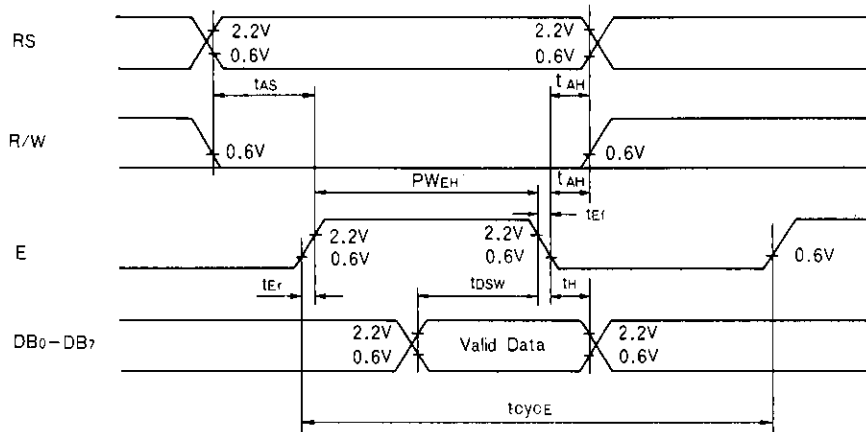 RS
2.2V
0.6V
2.2V
0.6V
tAS
tAH
R/W
0.6V
0.6V
PWEH
tAH
tEf
E
2.2V
0.6V
2.2V
0.6V
0.6V
tEr
tDSW
tH
DB0-DB7
2.2V
0.6V
Valid Data
2.2V
0.6V
tcycE